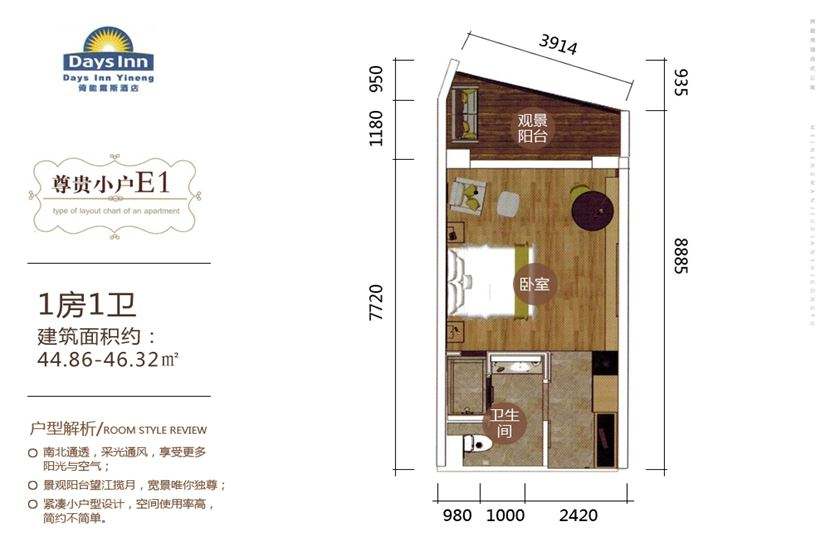 Days Inn
Days Inn Yineng
倚能戴斯酒店
尊贵小户E1
type of layout chart of an apartment
1房1卫
建筑面积约：
44.86-46.32㎡
户型解析/ROOM STYLE REVIEW
南北通透，采光通风，享受更多
阳光与空气；
景观阳台望江揽月，宽景唯你独尊；
紧凑小户型设计，空间使用率高，
简约不简单。
3914
950
1180
7720
935
8885
观景
阳台
卧室
卫生
间
980
1000
2420